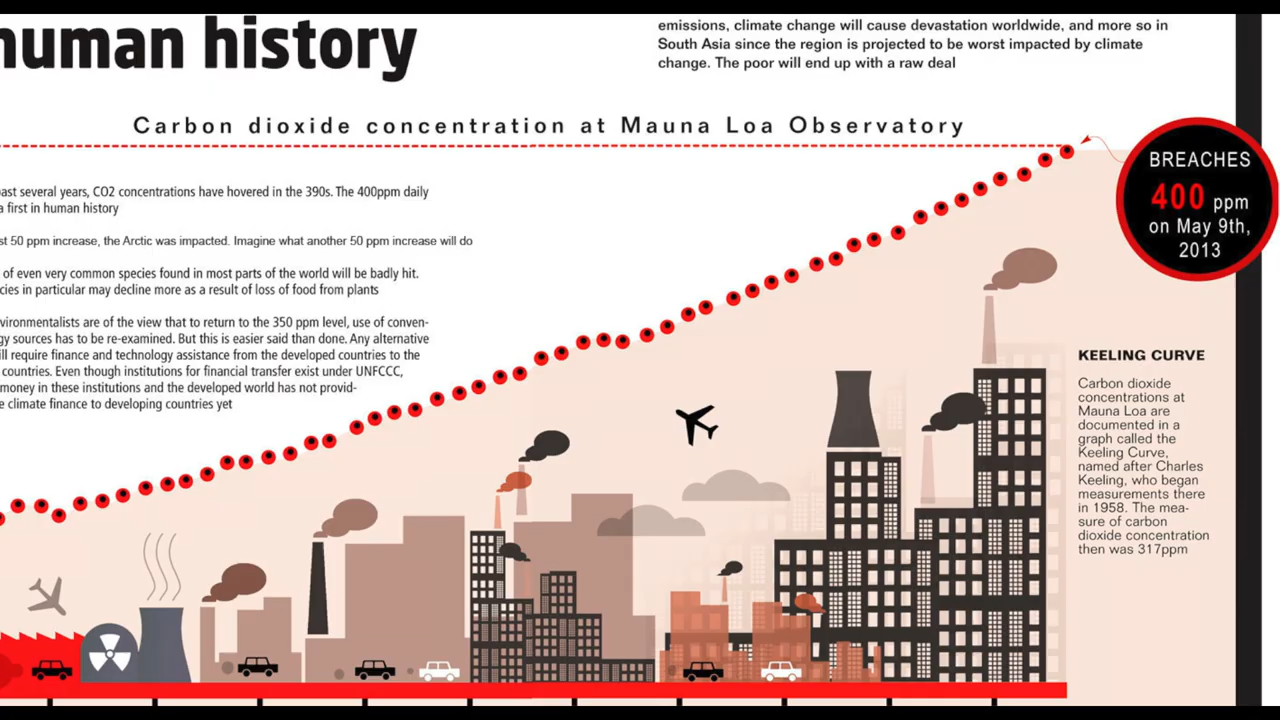 human history
emissions, climate change will cause devastation worldwide, and more so in
South Asia since the region is projected to be worst impacted by climate
change. The poor will end up with a raw deal
Carbon dioxide concentration at Mauna Loa Observatory
several years, CO2 concentrations have hovered in the 390s. The 400ppm daily
a first in human history
50 ppm increase, the Arctic was impacted. Imagine what another 50 ppm increase will do
of even very common species found in most parts of the world will be badly hit.
in particular may decline more as a result of loss of food from plants
are of the view that to return to the 350 ppm level, use of conven-
sources has to be re-examined. But this is easier said than done. Any alternative
require finance and technology assistance from the developed countries to the
countries. Even though institutions for financial transfer exist under UNFCCC,
money in these institutions and the developed world has not provid-
climate finance to developing countries yet
BREACHES
400 ppm
on May 9th,
2013
KEELING CURVE
Carbon dioxide
concentrations at
Mauna Loa are
documented in a
graph called the
Keeling Curve,
named after Charles
Keeling, who began
measurements there
in 1958. The mea-
sure of carbon
dioxide concentration
then was 317ppm